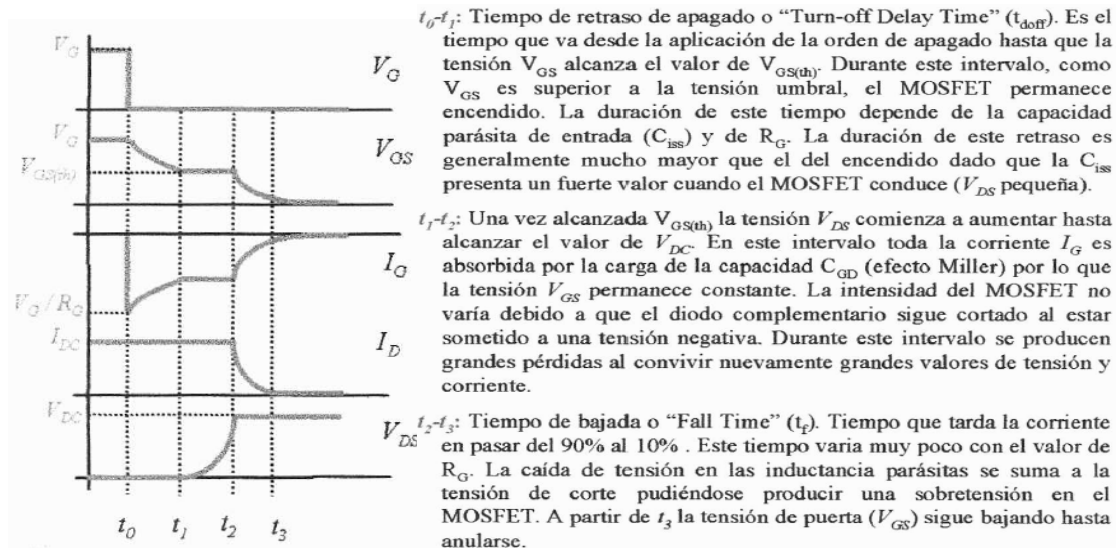 V_G
V_G
V_G
V_GS(th)
V_GS
I_G
V_G / R_G
I_DC
I_D
V_DC
V_DS
t_0 t_1 t_2 t_3
t_0-t_1: Tiempo de retraso de apagado o “Turn-off Delay Time” (t_doff). Es el
tiempo que va desde la aplicación de la orden de apagado hasta que la
tensión V_GS alcanza el valor de V_GS(th). Durante este intervalo, como
V_GS es superior a la tensión umbral, el MOSFET permanece
encendido. La duración de este tiempo depende de la capacidad
parásita de entrada (C_iss) y de R_G. La duración de este retraso es
generalmente mucho mayor que el del encendido dado que la C_iss
presenta un fuerte valor cuando el MOSFET conduce (V_DS pequeña).
t_1-t_2: Una vez alcanzada V_GS(th) la tensión V_DS comienza a aumentar hasta
alcanzar el valor de V_DC. En este intervalo toda la corriente I_G es
absorbida por la carga de la capacidad C_GD (efecto Miller) por lo que
la tensión V_GS permanece constante. La intensidad del MOSFET no
varía debido a que el diodo complementario sigue cortado al estar
sometido a una tensión negativa. Durante este intervalo se producen
grandes pérdidas al convivir nuevamente grandes valores de tensión y
corriente.
t_2-t_3: Tiempo de bajada o “Fall Time” (t_f). Tiempo que tarda la corriente
en pasar del 90% al 10% . Este tiempo varia muy poco con el valor de
R_G. La caída de tensión en las inductancia parásitas se suma a la
tensión de corte pudiéndose producir una sobretensión en el
MOSFET. A partir de t_3 la tensión de puerta (V_GS) sigue bajando hasta
anularse.